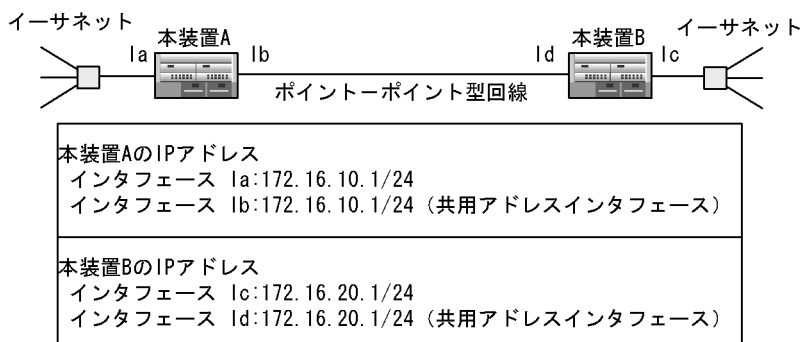 イーサネット
本装置A
Ia
Ib
ポイントーポイント型回線
Id
本装置B
Ic
イーサネット
本装置AのIPアドレス
インタフェース Ia:172.16.10.1/24
インタフェース Ib:172.16.10.1/24(共用アドレスインタフェース)
本装置BのIPアドレス
インタフェース Ic:172.16.20.1/24
インタフェース Id:172.16.20.1/24(共用アドレスインタフェース)